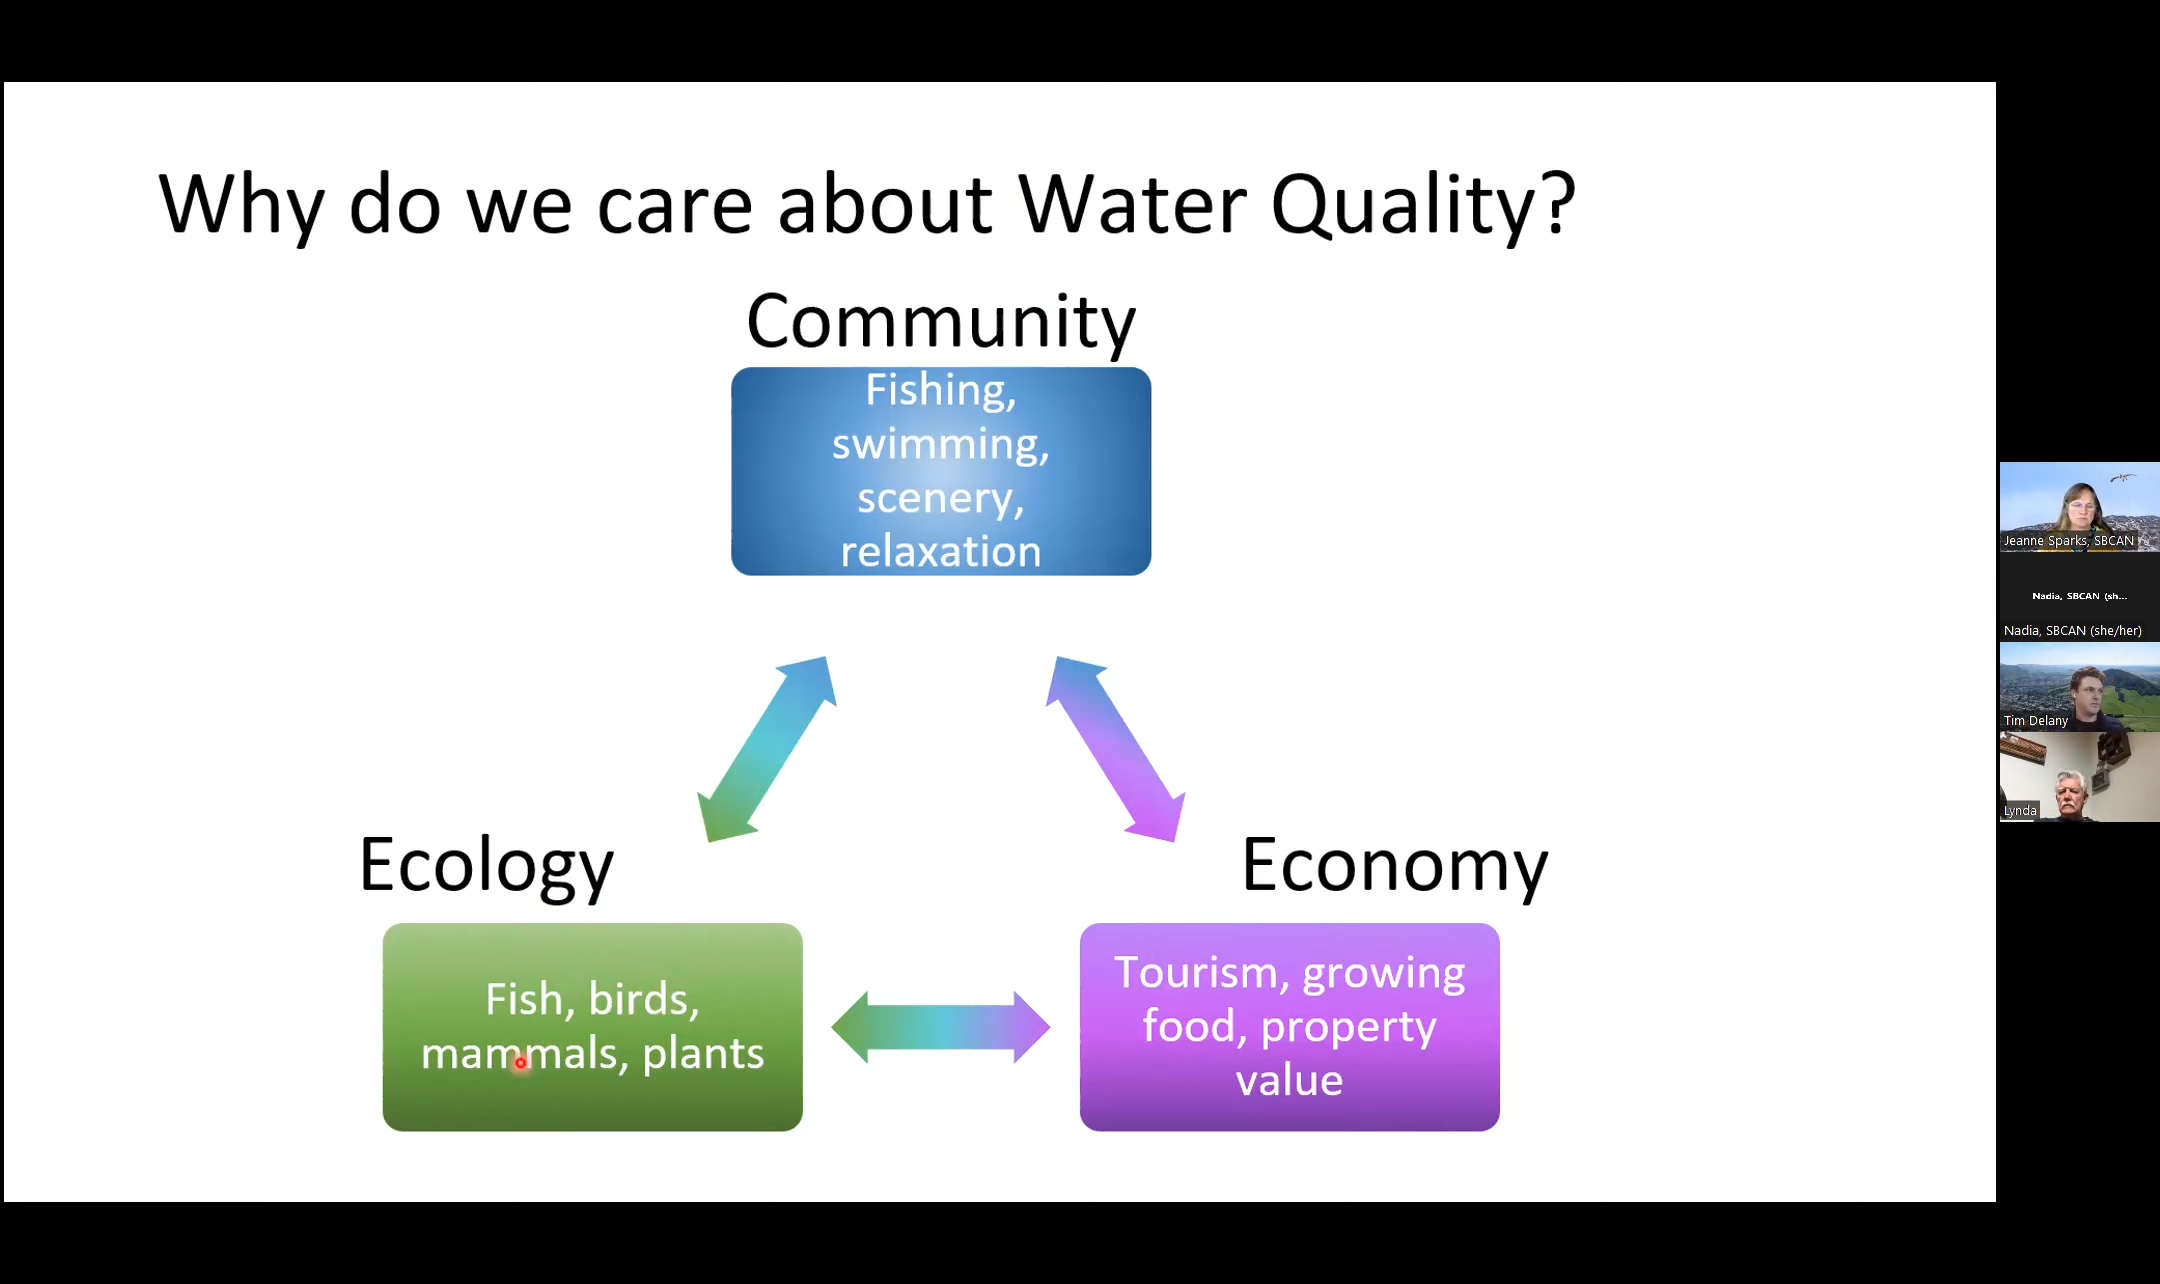 Why do we care about Water Quality?
Community
Fishing,
swimming,
scenery,
relaxation
Ecology
Fish, birds,
mammals, plants
Economy
Tourism, growing
food, property
value
Jeanne Sparks, SBCAN
Nadia, SBCAN (sh...
Nadia, SBCAN (she/her)
Tim Delany
Lynda